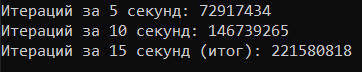 Итераций за 5 секунд: 72917434
Итераций за 10 секунд: 146739265
Итераций за 15 секунд (итог): 221580818